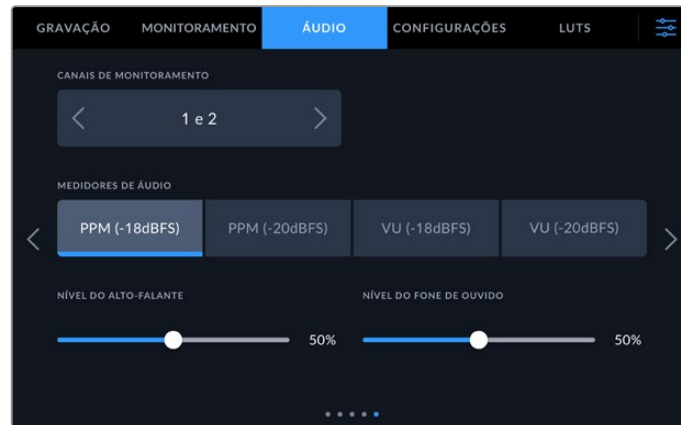 GRAVAÇÃO MONITORAMENTO ÁUDIO CONFIGURAÇÕES LUTS
CANAIS DE MONITORAMENTO
1 e 2
MEDIDORES DE ÁUDIO
PPM (-18dBFS) PPM (-20dBFS) VU (-18dBFS) VU (-20dBFS)
NÍVEL DO ALTO-FALANTE NÍVEL DO FONE DE OUVIDO
50% 50%